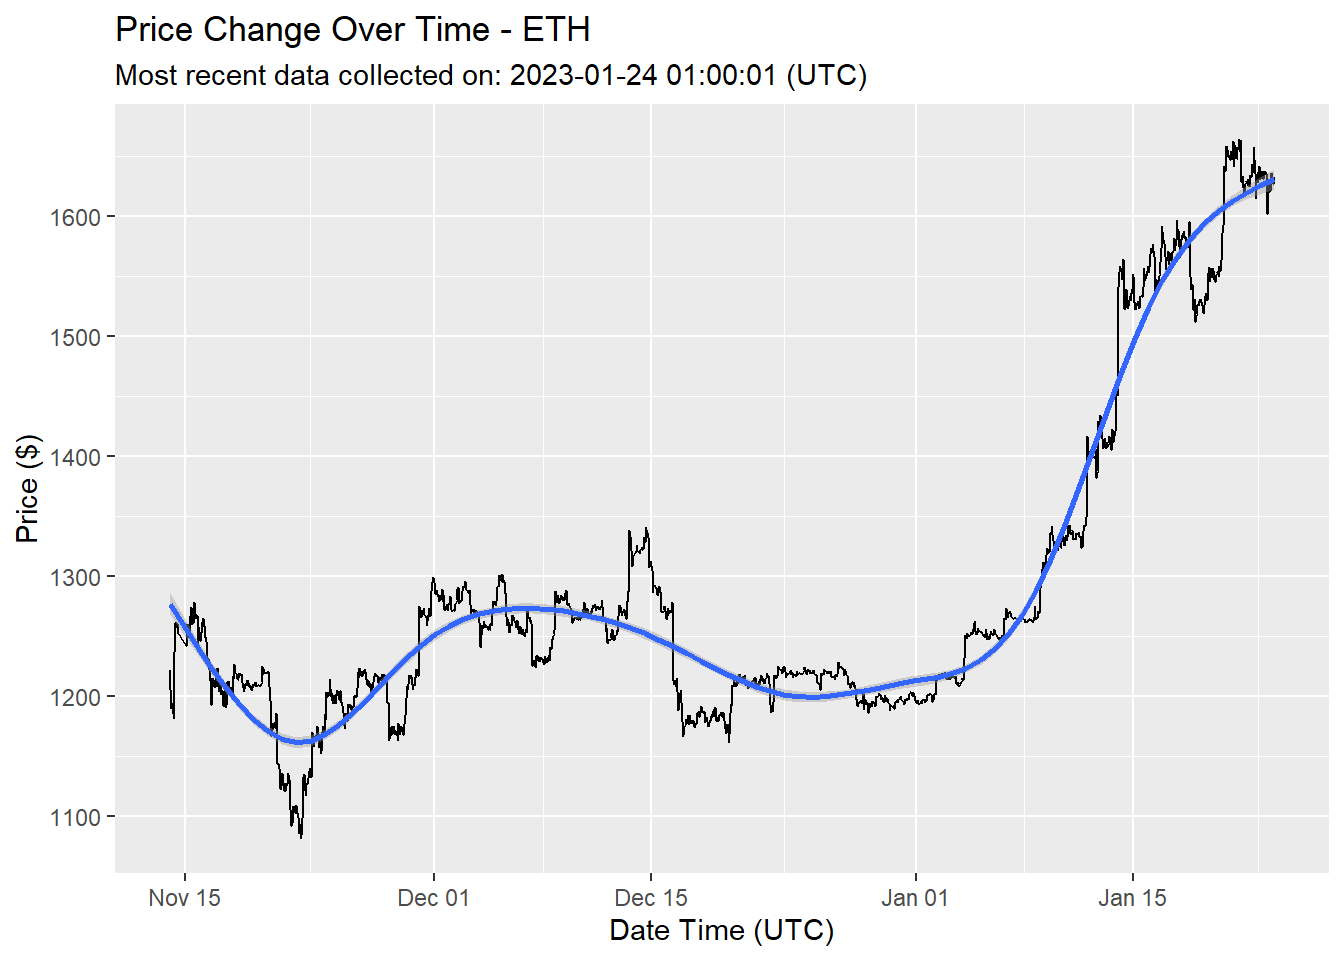 Price Change Over Time - ETH
Most recent data collected on: 2023-01-24 01:00:01 (UTC)
Price ($)
1600
1500
1400
1300
1200
1100
Nov 15 Dec 01 Dec 15 Jan 01 Jan 15
Date Time (UTC)